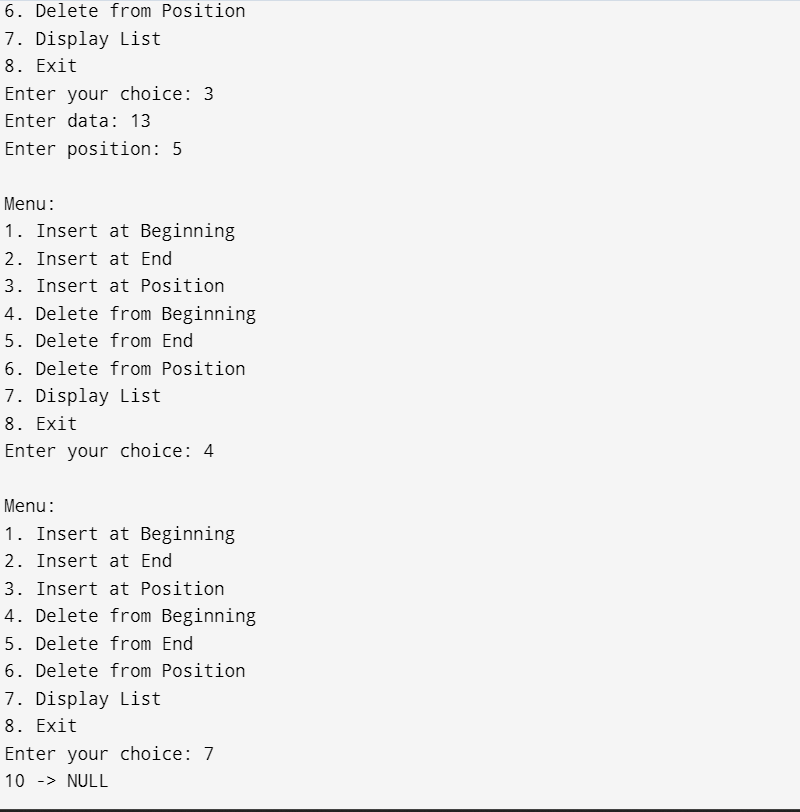 6. Delete from Position
7. Display List
8. Exit
Enter your choice: 3
Enter data: 13
Enter position: 5
Menu:
1. Insert at Beginning
2. Insert at End
3. Insert at Position
4. Delete from Beginning
5. Delete from End
6. Delete from Position
7. Display List
8. Exit
Enter your choice: 4
Menu:
1. Insert at Beginning
2. Insert at End
3. Insert at Position
4. Delete from Beginning
5. Delete from End
6. Delete from Position
7. Display List
8. Exit
Enter your choice: 7
10 -> NULL